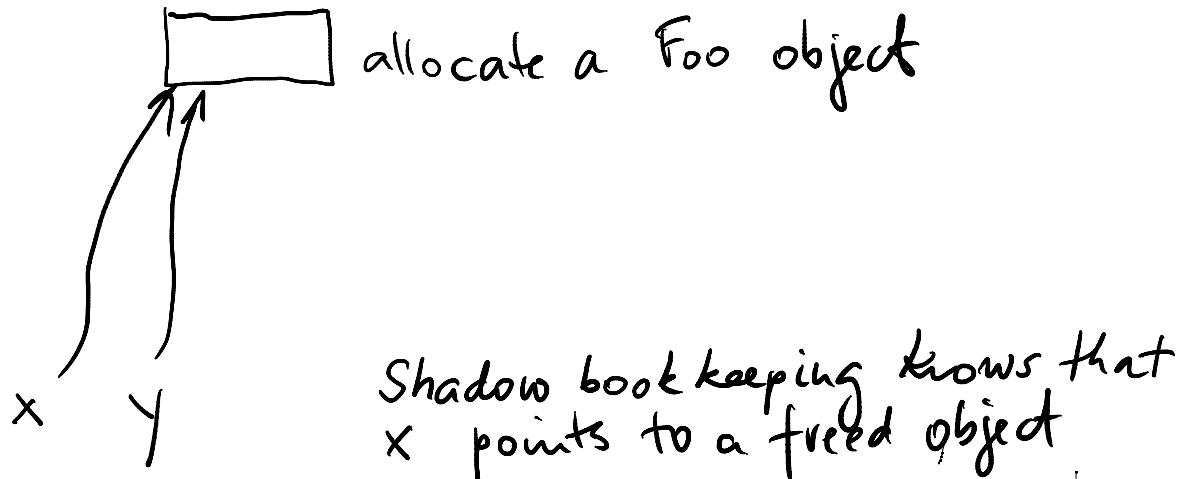 allocate a Foo object
x y
Shadow bookkeeping knows that
x points to a freed object